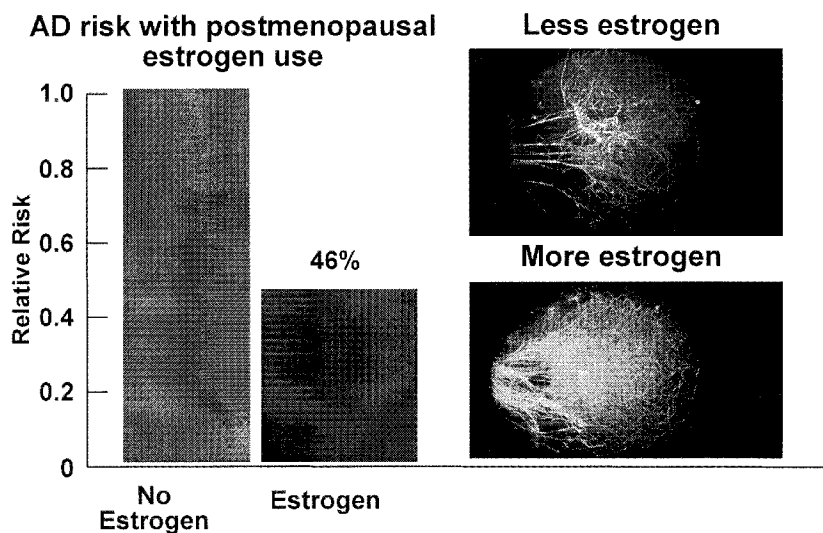 AD risk with postmenopausal
estrogen use
Relative Risk
1.0
0.8
0.6
0.4
0.2
0
46%
No
Estrogen
Estrogen
Less estrogen
More estrogen